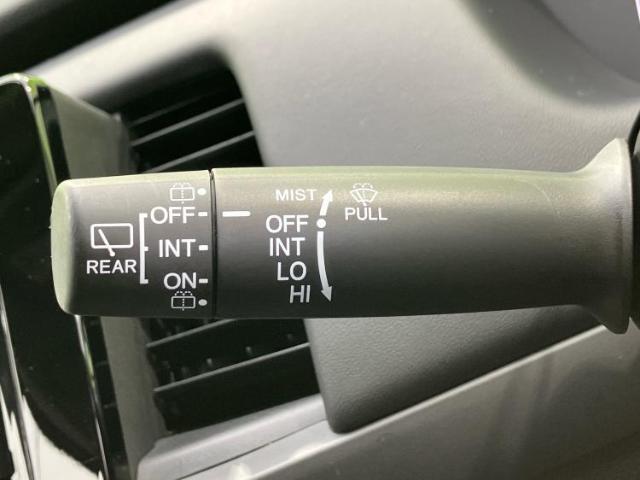 REAR
OFF
INT
ON
MIST
OFF
INT
LO
HI
PULL